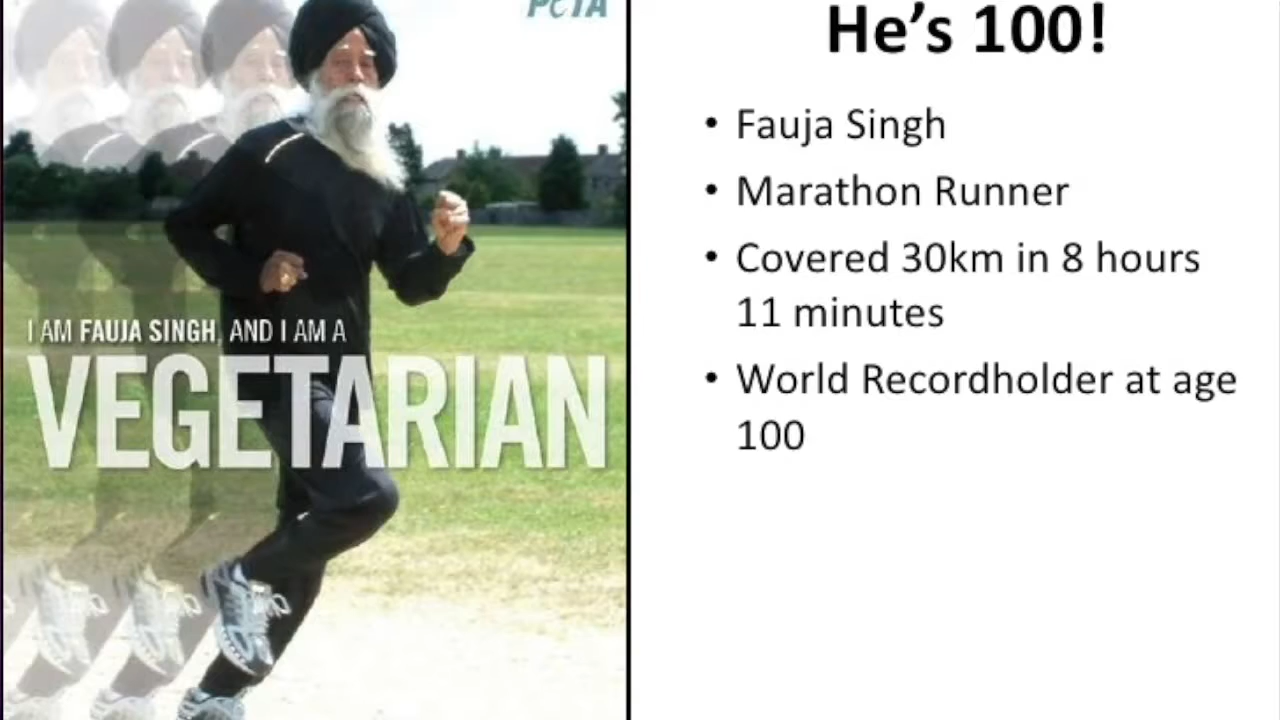 PeTA
I AM FAUJA SINGH, AND I AM A
VEGETARIAN
He’s 100!
• Fauja Singh
• Marathon Runner
• Covered 30km in 8 hours
11 minutes
• World Recordholder at age
100